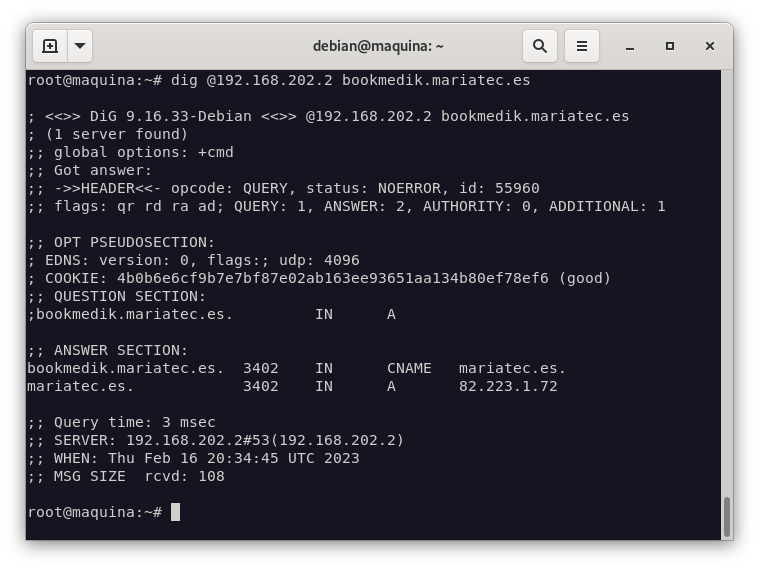 debian@maquina: ~
root@maquina:~# dig @192.168.202.2 bookmedik.mariatec.es
; <<>> DiG 9.16.33-Debian <<>> @192.168.202.2 bookmedik.mariatec.es
; (1 server found)
;; global options: +cmd
;; Got answer:
;; ->>HEADER<<- opcode: QUERY, status: NOERROR, id: 55960
;; flags: qr rd ra ad; QUERY: 1, ANSWER: 2, AUTHORITY: 0, ADDITIONAL: 1
;; OPT PSEUDOSECTION:
; EDNS: version: 0, flags:; udp: 4096
; COOKIE: 4b0b6e6cf9b7e7bf87e02ab163ee93651aa134b80ef78ef6 (good)
;; QUESTION SECTION:
;bookmedik.mariatec.es. IN A
;; ANSWER SECTION:
bookmedik.mariatec.es. 3402 IN CNAME mariatec.es.
mariatec.es. 3402 IN A 82.223.1.72
;; Query time: 3 msec
;; SERVER: 192.168.202.2#53(192.168.202.2)
;; WHEN: Thu Feb 16 20:34:45 UTC 2023
;; MSG SIZE rcvd: 108
root@maquina:~#